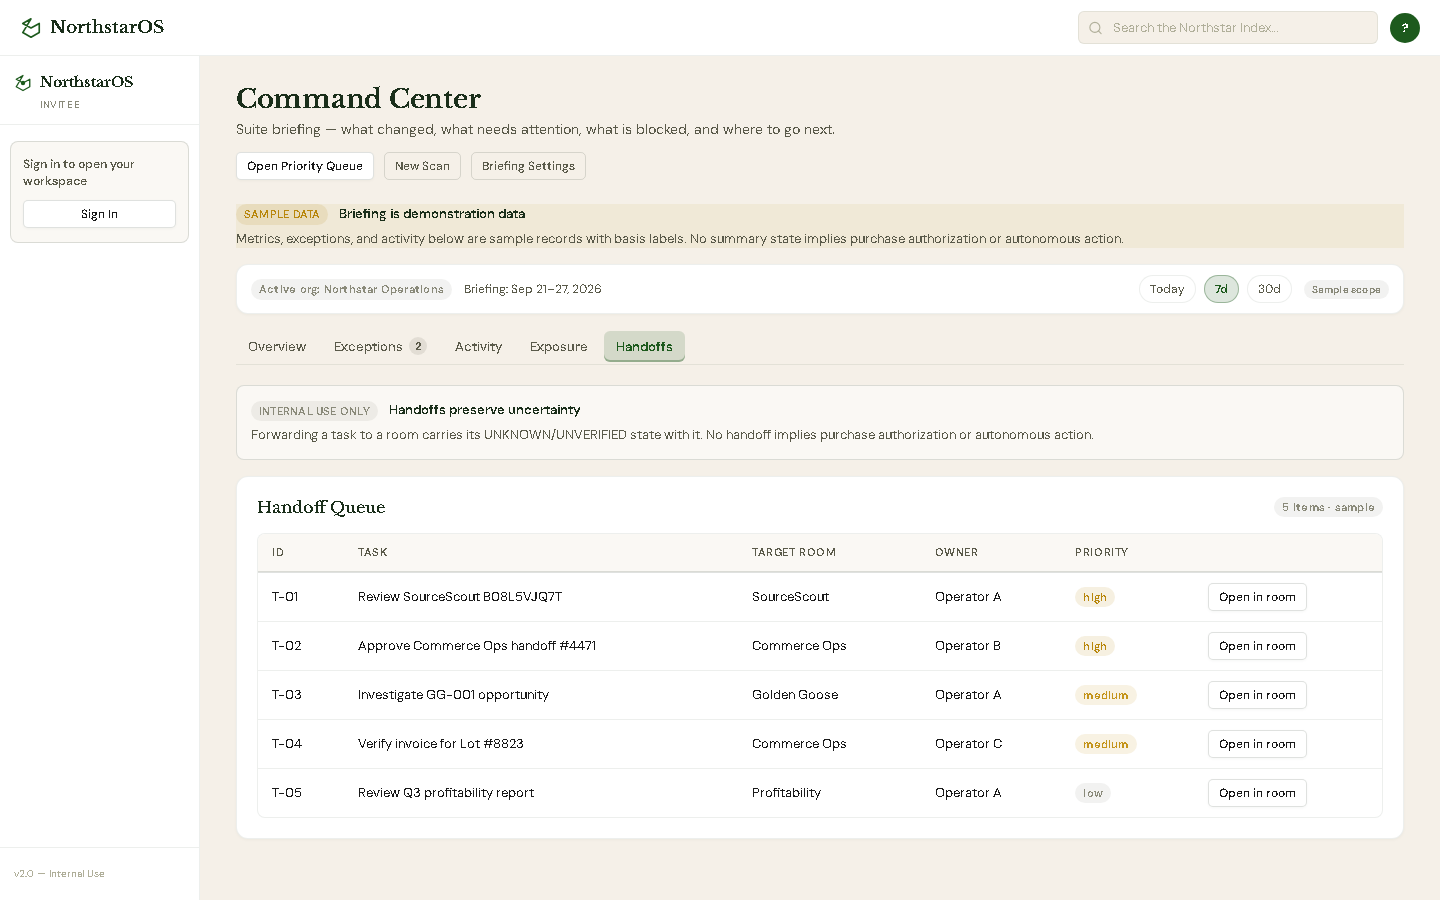 NorthstarOS
Search the Northstar Index...
?
NorthstarOS
INVITEE
Sign in to open your
workspace
Sign In
v2.0 — Internal Use
Command Center
Suite briefing — what changed, what needs attention, what is blocked, and where to go next.
Open Priority Queue New Scan Briefing Settings
SAMPLE DATA Briefing is demonstration data
Metrics, exceptions, and activity below are sample records with basis labels. No summary state implies purchase authorization or autonomous action.
Active org: Northstar Operations Briefing: Sep 21–27, 2026 Today 7d 30d Sample scope
Overview Exceptions 2 Activity Exposure Handoffs
INTERNAL USE ONLY Handoffs preserve uncertainty
Forwarding a task to a room carries its UNKNOWN/UNVERIFIED state with it. No handoff implies purchase authorization or autonomous action.
Handoff Queue 5 items · sample
ID TASK TARGET ROOM OWNER PRIORITY
T-01 Review SourceScout B08L5VJQ7T SourceScout Operator A high Open in room
T-02 Approve Commerce Ops handoff #4471 Commerce Ops Operator B high Open in room
T-03 Investigate GG-001 opportunity Golden Goose Operator A medium Open in room
T-04 Verify invoice for Lot #8823 Commerce Ops Operator C medium Open in room
T-05 Review Q3 profitability report Profitability Operator A low Open in room